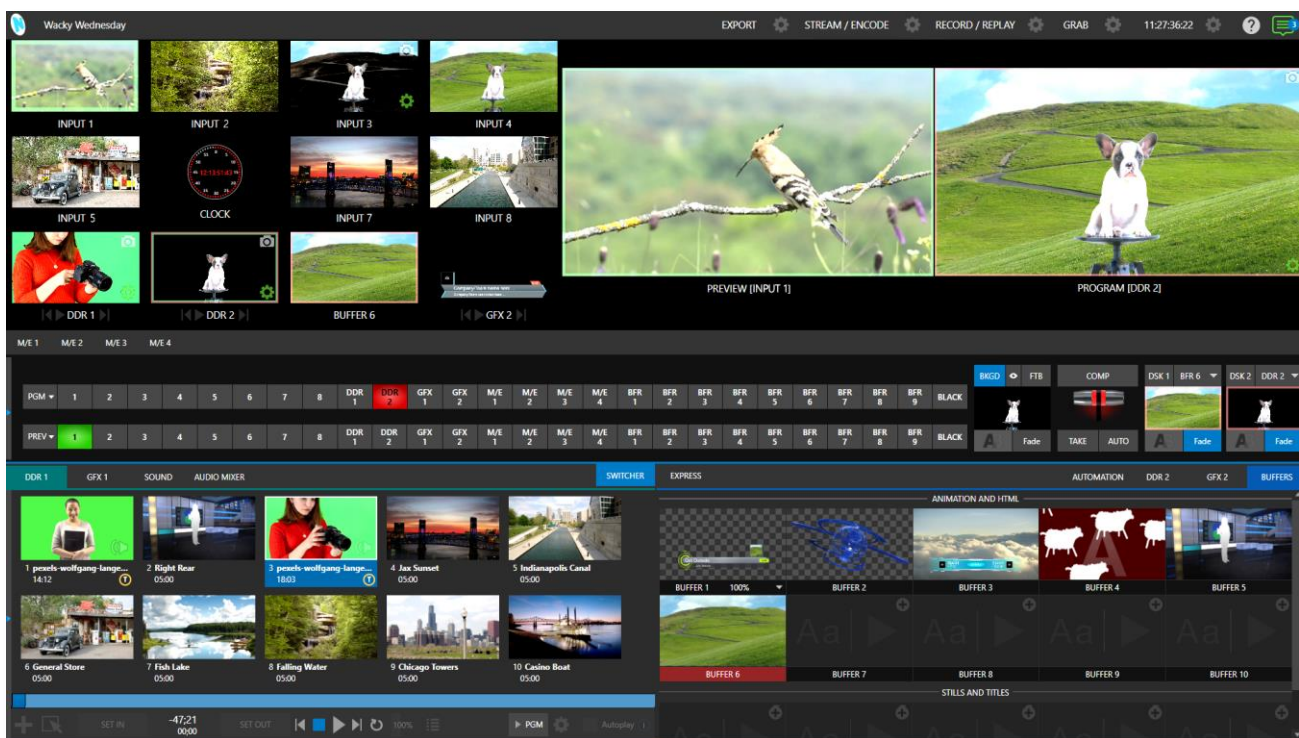 Wacky Wednesday
EXPORT STREAM / ENCODE RECORD / REPLAY GRAB 11:27:36:22 ? 3
INPUT 1 INPUT 2 INPUT 3 INPUT 4
INPUT 5 CLOCK INPUT 7 INPUT 8
DDR 1 DDR 2 BUFFER 6 GFX 2
PREVIEW [INPUT 1] PROGRAM [DDR 2]
M/E 1 M/E 2 M/E 3 M/E 4
BKGD FTB COMP DSK 1 BFR 6 DSK 2 DDR 2
PGM 1 2 3 4 5 6 7 8 DDR 1 DDR 2 GFX 1 GFX 2 M/E 1 M/E 2 M/E 3 M/E 4 BFR 1 BFR 3 BFR 4 BFR 5 BFR 6 BFR 7 BFR 8 BFR 9 BLACK
PREV 1 2 3 4 5 6 7 8 DDR 1 DDR 2 GFX 1 GFX 2 M/E 1 M/E 2 M/E 3 M/E 4 BFR 1 BFR 2 BFR 3 BFR 4 BFR 5 BFR 6 BFR 7 BFR 8 BFR 9 BLACK
A Fade TAKE AUTO A Fade A Fade
DDR 1 GFX 1 SOUND AUDIO MIXER SWITCHER
EXPRESS AUTOMATION DDR 2 GFX 2 BUFFERS
1 pexels-wolfgang-lange... 2 Right Rear 3 pexels-wolfgang-lange... 4 Jax Sunset 5 Indianapolis Canal
14:12 T 05:00 18:03 T 05:00 05:00
6 General Store 7 Fish Lake 8 Falling Water 9 Chicago Towers 10 Casino Boat
05:00 05:00 05:00 05:00 05:00
SET IN -47;21 SET OUT 100% PGM Autoplay
00;00
ANIMATION AND HTML
A
BUFFER 1 100% BUFFER 2 BUFFER 3 BUFFER 4 BUFFER 5
Aa Aa Aa Aa
BUFFER 6 BUFFER 7 BUFFER 8 BUFFER 9 BUFFER 10
STILLS AND TITLES